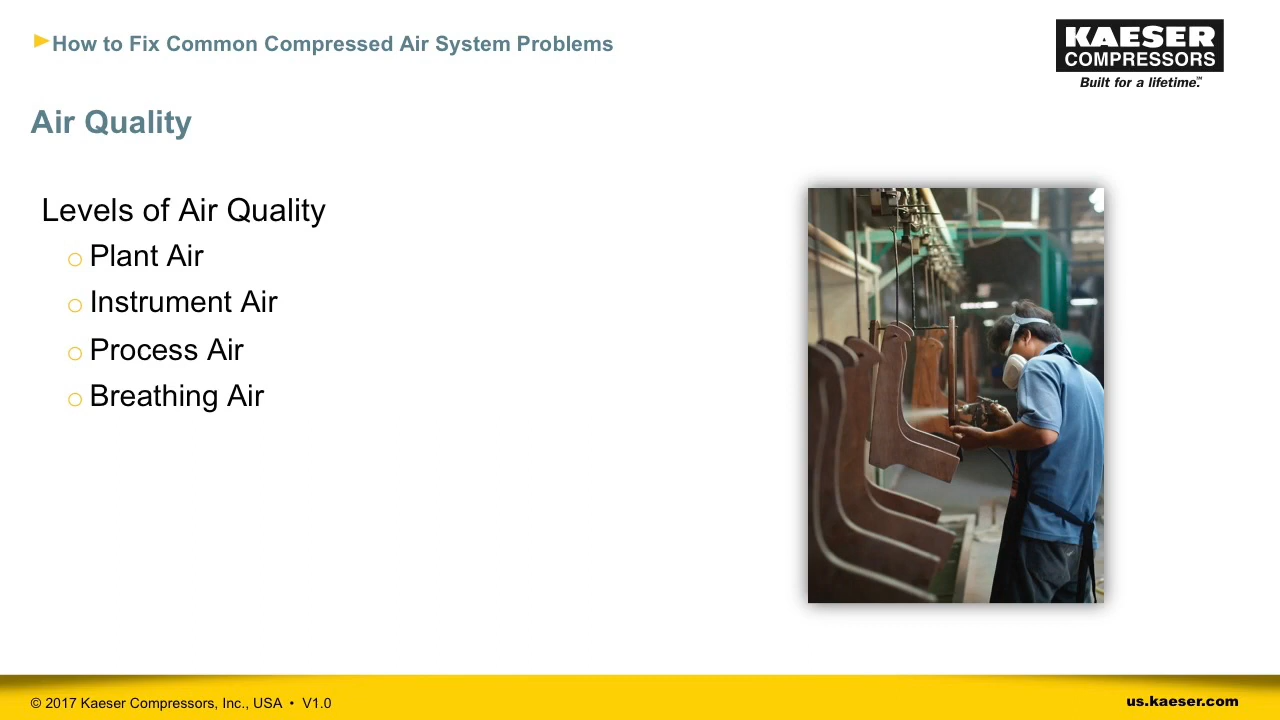 How to Fix Common Compressed Air System Problems
KAESER
COMPRESSORS
Built for a lifetime.™
Air Quality
Levels of Air Quality
Plant Air
Instrument Air
Process Air
Breathing Air
© 2017 Kaeser Compressors, Inc., USA • V1.0
us.kaeser.com